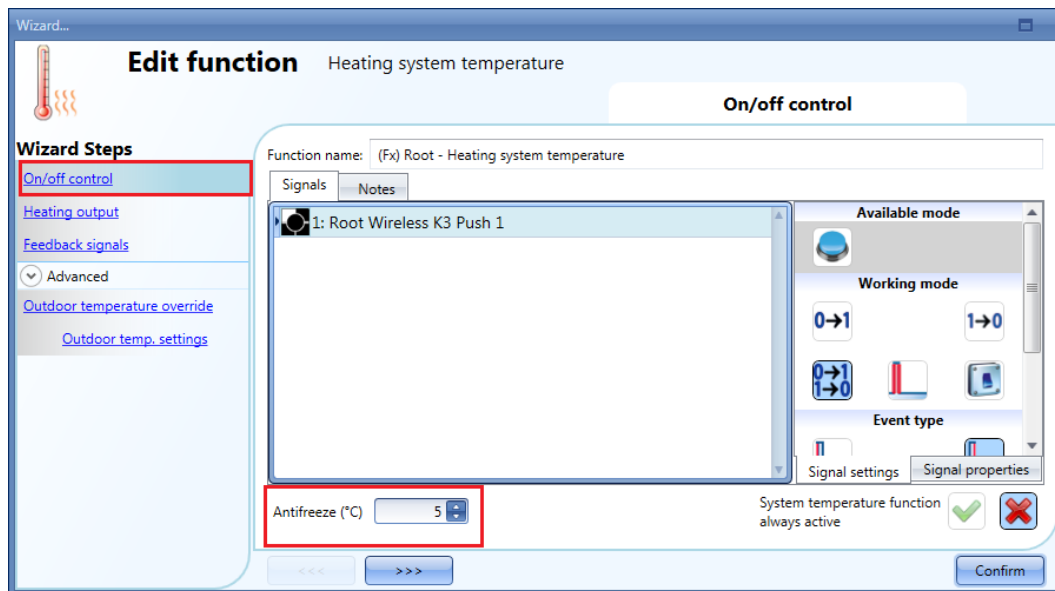 Wizard...
Edit function Heating system temperature
On/off control
Wizard Steps
On/off control
Heating output
Feedback signals
Advanced
Outdoor temperature override
Outdoor temp. settings
Function name: (Fx) Root - Heating system temperature
Signals Notes
1: Root Wireless K3 Push 1
Available mode
Working mode
0→1 1→0
0→1
1→0
Event type
Signal settings Signal properties
Antifreeze (°C) 5
System temperature function
always active
<<< >>> Confirm